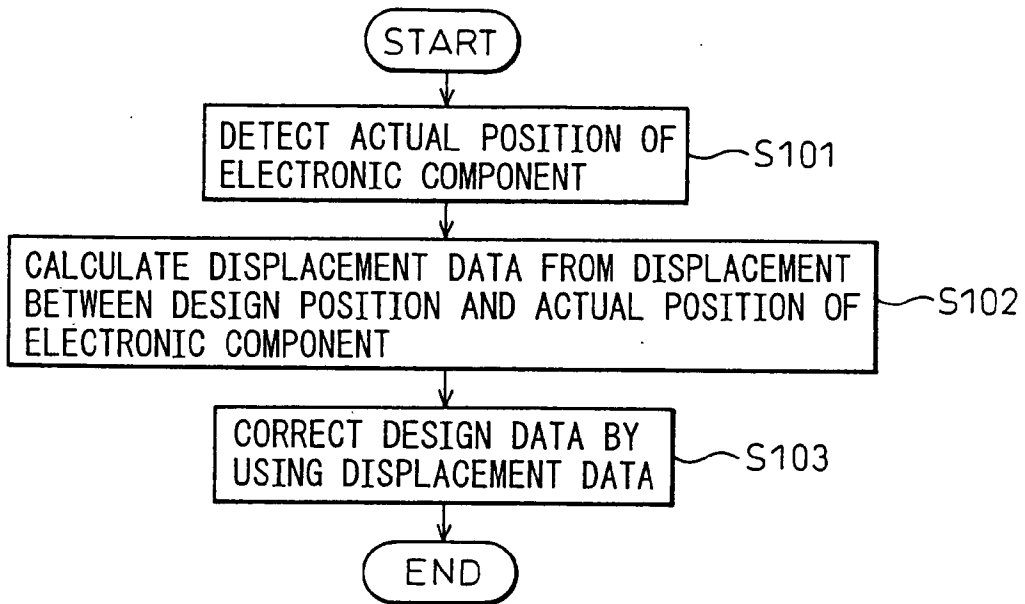 START
DETECT ACTUAL POSITION OF
ELECTRONIC COMPONENT
S101
CALCULATE DISPLACEMENT DATA FROM DISPLACEMENT
BETWEEN DESIGN POSITION AND ACTUAL POSITION OF
ELECTRONIC COMPONENT
S102
CORRECT DESIGN DATA BY
USING DISPLACEMENT DATA
S103
END